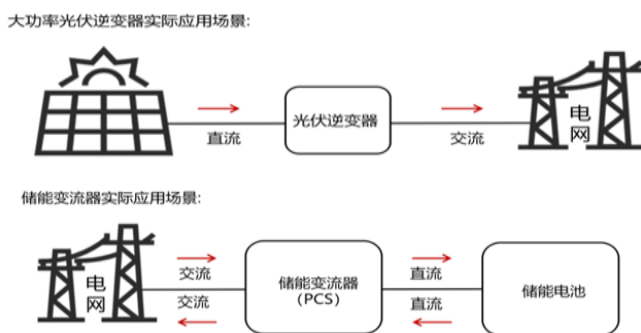 大功率光伏逆变器实际应用场景:
直流
光伏逆变器
交流
电网
储能变流器实际应用场景:
电网
交流
交流
储能变流器
(PCS)
直流
直流
储能电池